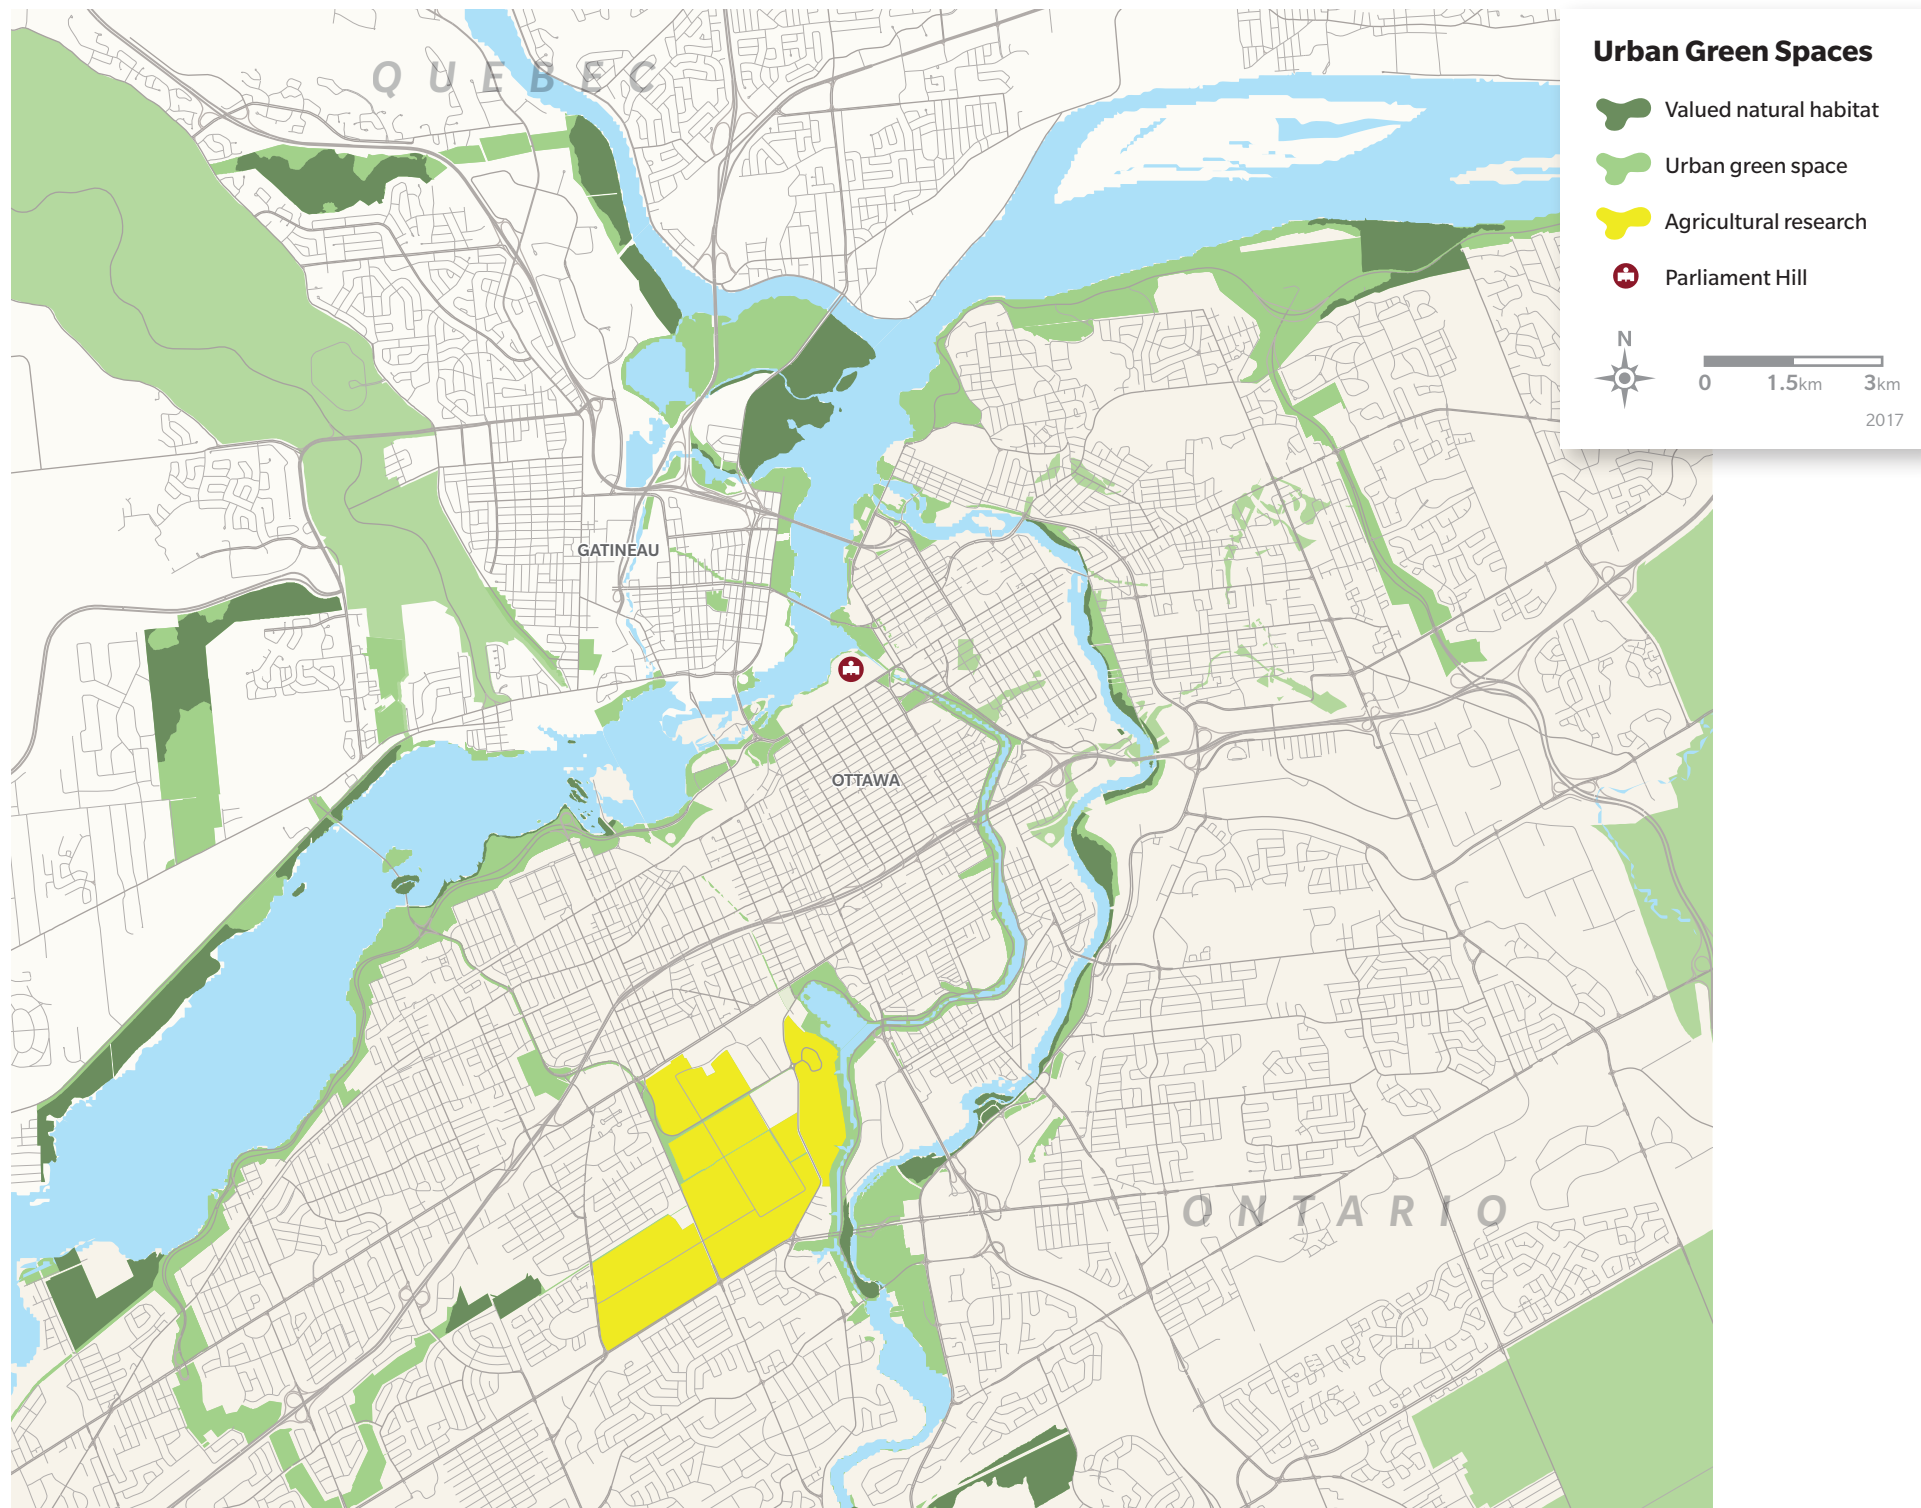 QUEBEC
Urban Green Spaces
Valued natural habitat
Urban green space
Agricultural research
Parliament Hill
N
0 1.5km 3km
2017
GATINEAU
OTTAWA
ONTARIO